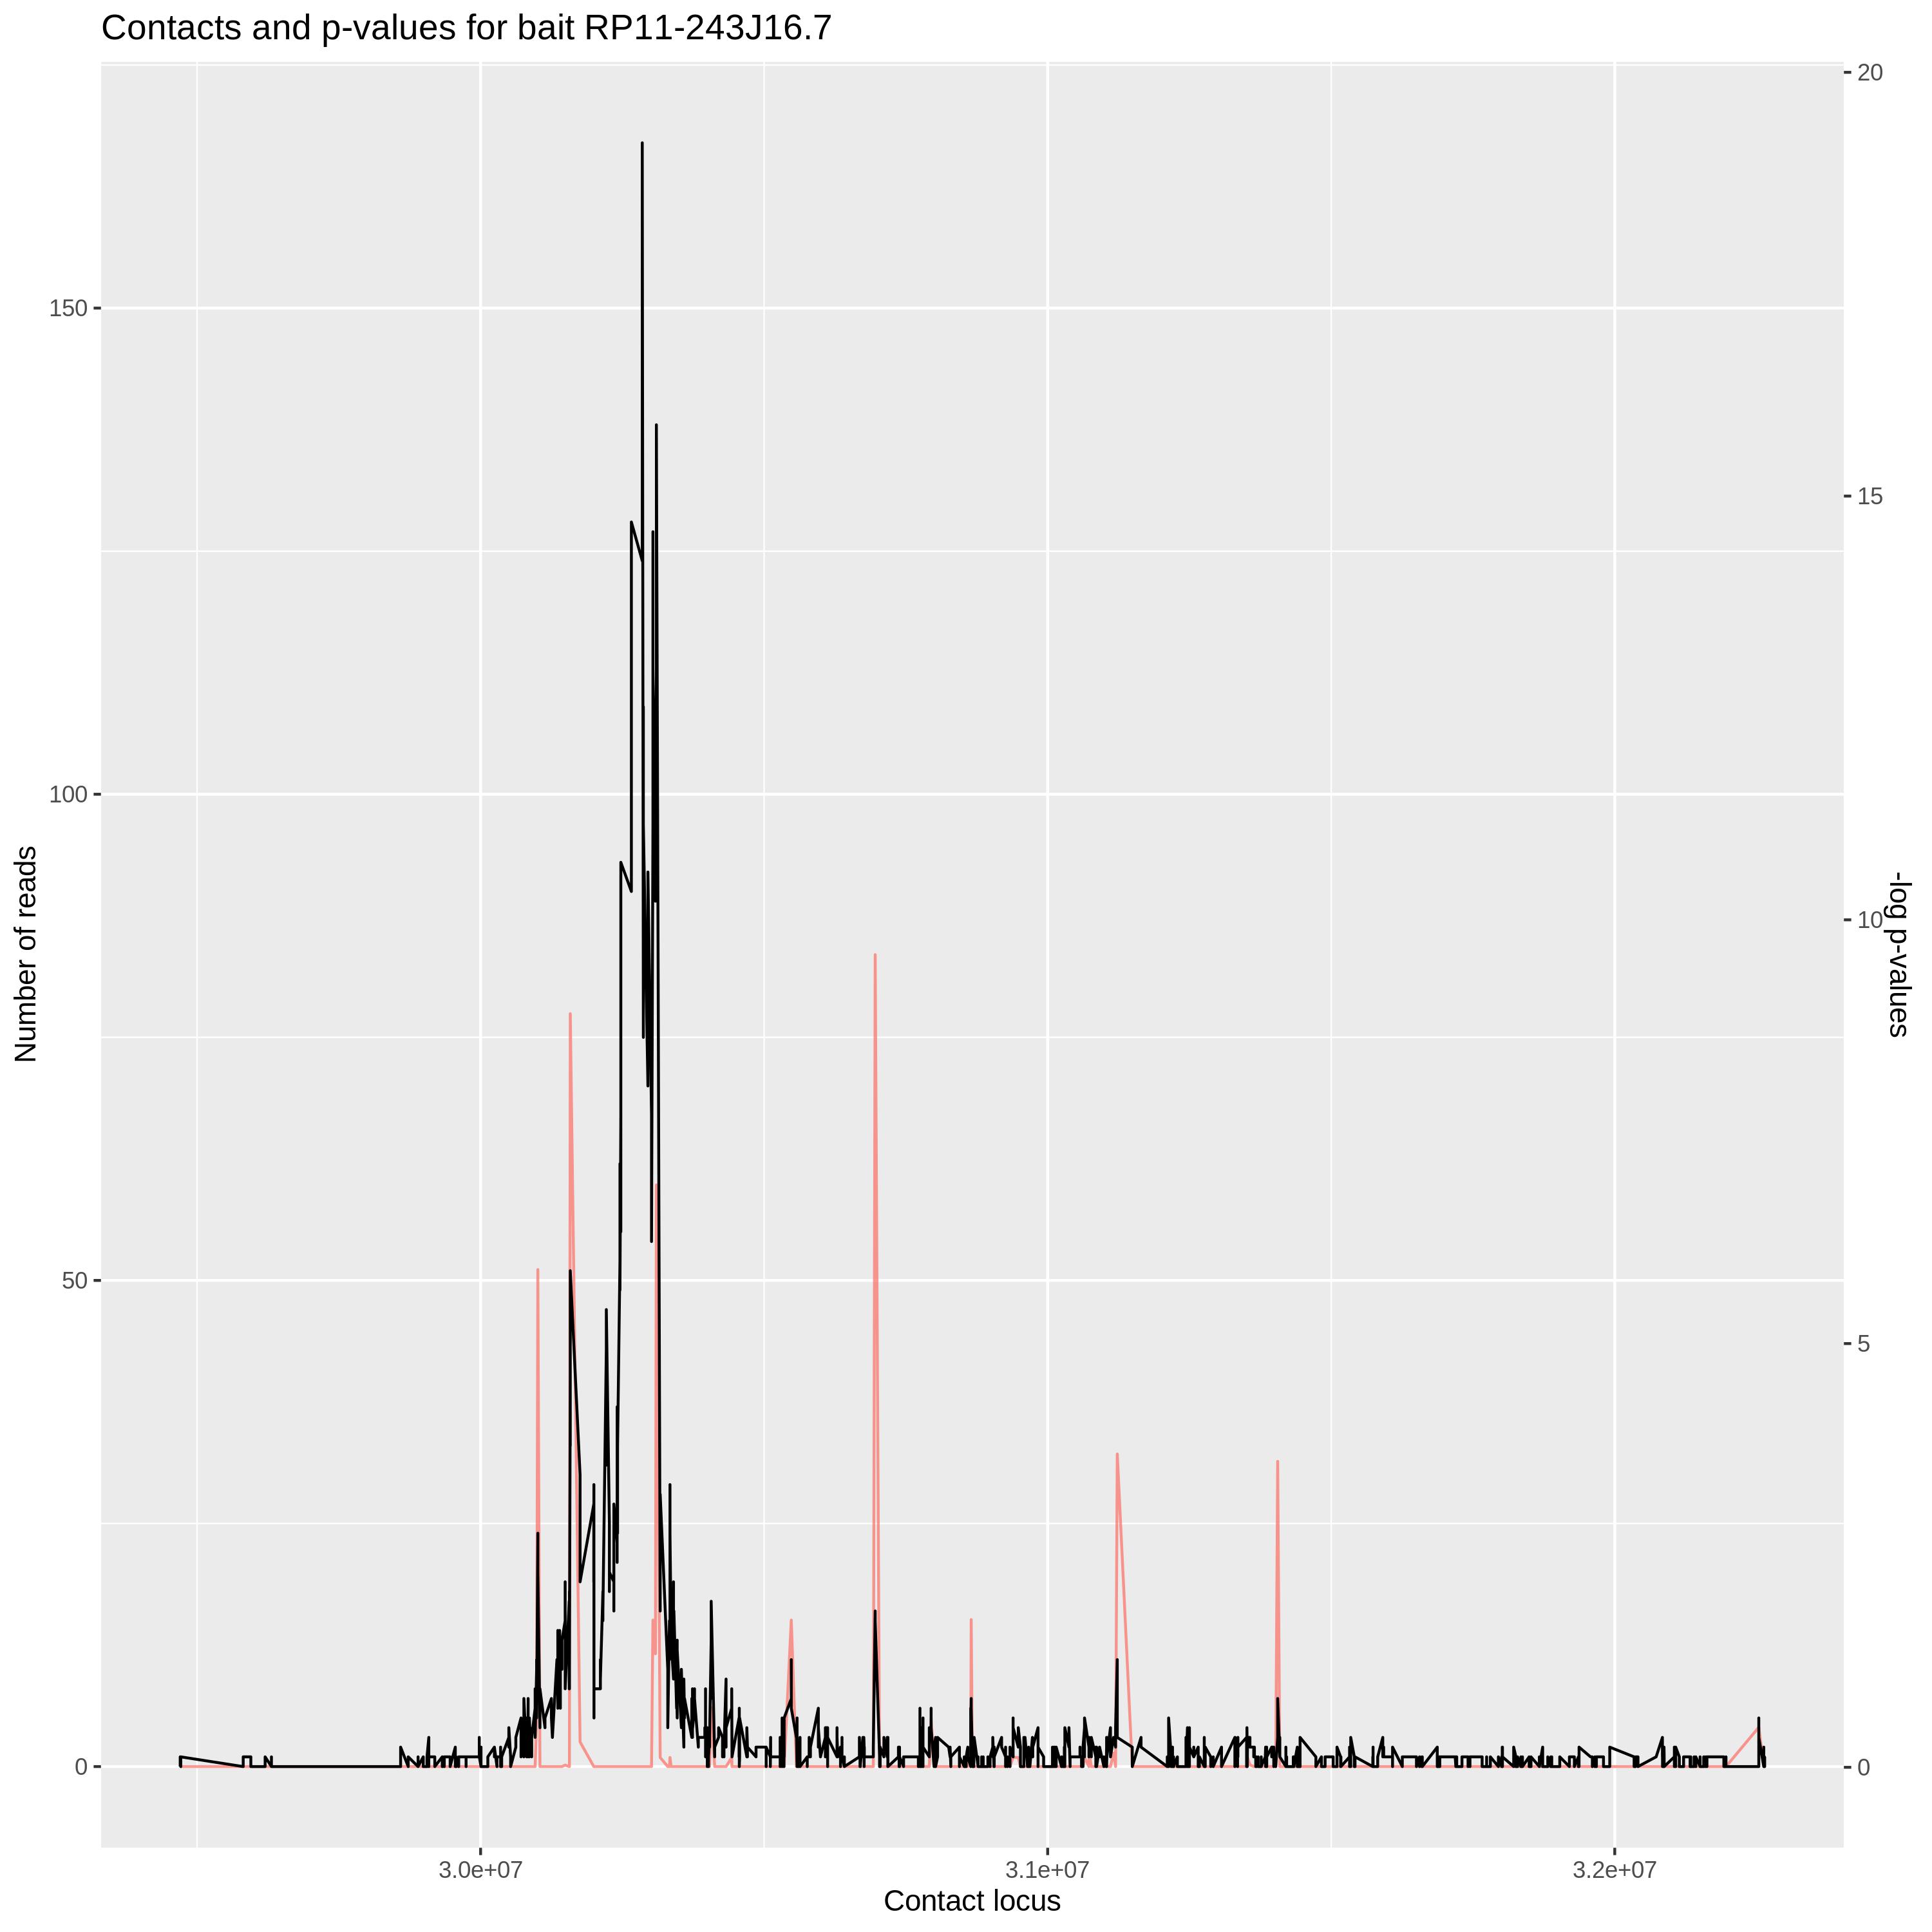 Contacts and p-values for bait RP11-243J16.7
Number of reads
150
100
50
0
20
15
10
5
0
-log p-values
3.0e+07
3.1e+07
3.2e+07
Contact locus